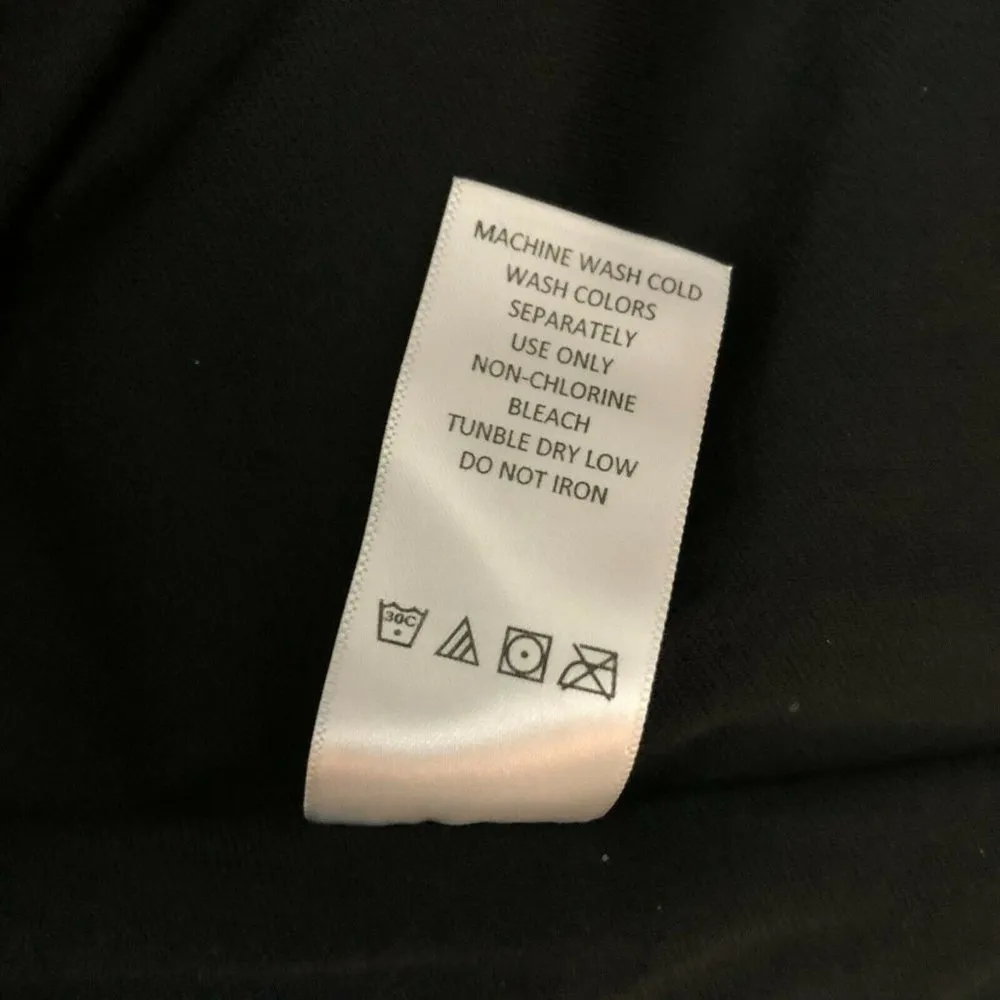 MACHINE WASH COLD
WASH COLORS
SEPARATELY
USE ONLY
NON-CHLORINE
BLEACH
TUNBLE DRY LOW
DO NOT IRON
30C